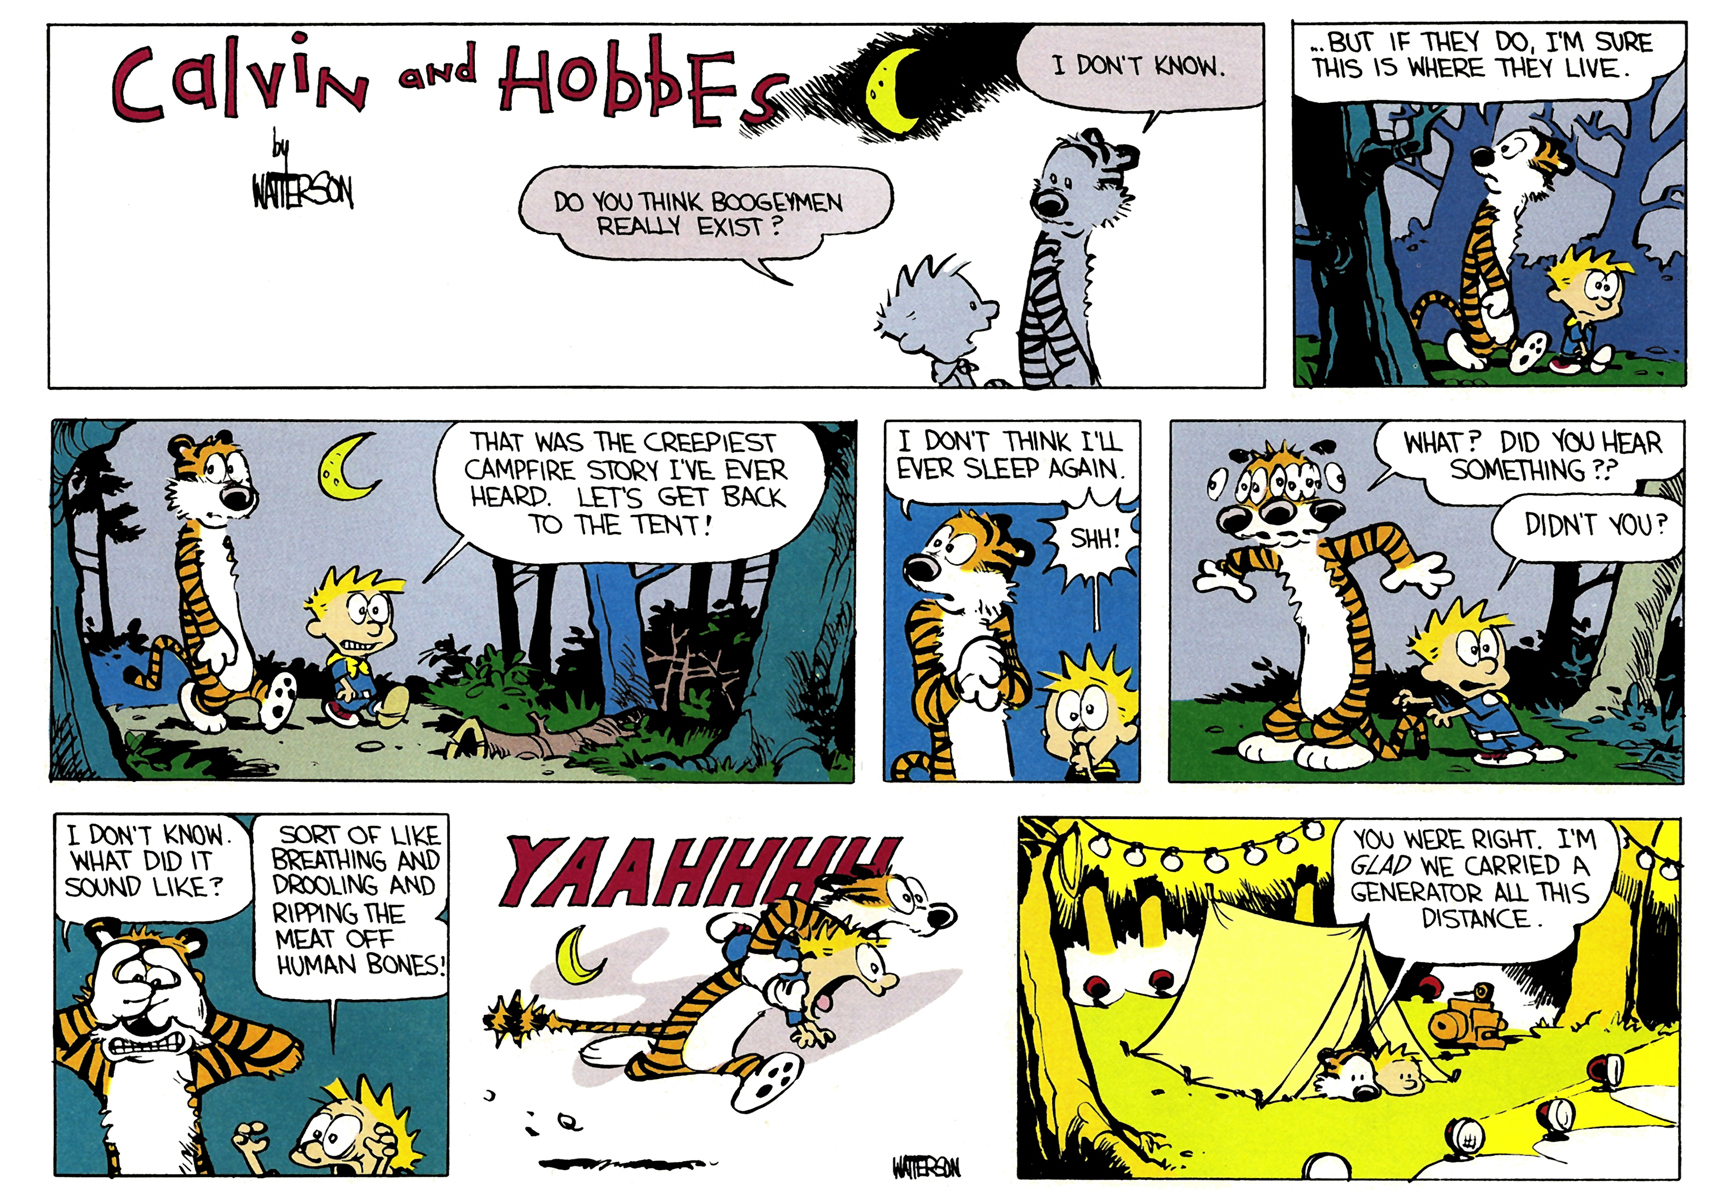 Calvin and HobbEs
by
WATTERSON
DO YOU THINK BOOGEYMEN
REALLY EXIST?
I DON'T KNOW.
...BUT IF THEY DO, I'M SURE
THIS IS WHERE THEY LIVE.
THAT WAS THE CREEPIEST
CAMPFIRE STORY I'VE EVER
HEARD. LET'S GET BACK
TO THE TENT!
I DON'T THINK I'LL
EVER SLEEP AGAIN.
SHH!
WHAT? DID YOU HEAR
SOMETHING??
DIDN'T YOU?
I DON'T KNOW.
WHAT DID IT
SOUND LIKE?
SORT OF LIKE
BREATHING AND
DROOLING AND
RIPPING THE
MEAT OFF
HUMAN BONES!
YAAHHHH
WATTERSON
YOU WERE RIGHT. I'M
GLAD WE CARRIED A
GENERATOR ALL THIS
DISTANCE.